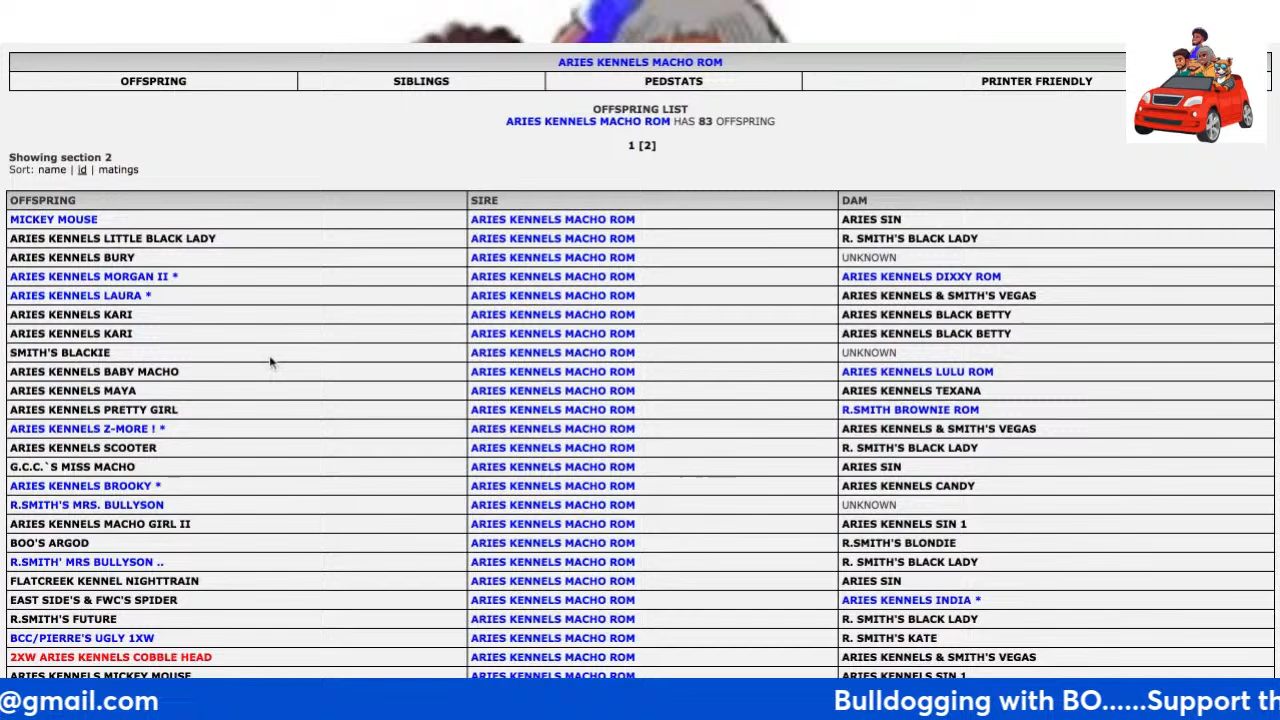 ARIES KENNELS MACHO ROM
OFFSPRING SIBLINGS PEDSTATS PRINTER FRIENDLY
OFFSPRING LIST
ARIES KENNELS MACHO ROM HAS 83 OFFSPRING
1 [2]
Showing section 2
Sort: name | id | matings
OFFSPRING SIRE DAM
MICKEY MOUSE ARIES KENNELS MACHO ROM ARIES SIN
ARIES KENNELS LITTLE BLACK LADY ARIES KENNELS MACHO ROM R. SMITH'S BLACK LADY
ARIES KENNELS BURY ARIES KENNELS MACHO ROM UNKNOWN
ARIES KENNELS MORGAN II * ARIES KENNELS MACHO ROM ARIES KENNELS DIXXY ROM
ARIES KENNELS LAURA * ARIES KENNELS MACHO ROM ARIES KENNELS & SMITH'S VEGAS
ARIES KENNELS KARI ARIES KENNELS MACHO ROM ARIES KENNELS BLACK BETTY
ARIES KENNELS KARI ARIES KENNELS MACHO ROM ARIES KENNELS BLACK BETTY
SMITH'S BLACKIE ARIES KENNELS MACHO ROM UNKNOWN
ARIES KENNELS BABY MACHO ARIES KENNELS MACHO ROM ARIES KENNELS LULU ROM
ARIES KENNELS MAYA ARIES KENNELS MACHO ROM ARIES KENNELS TEXANA
ARIES KENNELS PRETTY GIRL ARIES KENNELS MACHO ROM R.SMITH BROWNIE ROM
ARIES KENNELS Z-MORE ! * ARIES KENNELS MACHO ROM ARIES KENNELS & SMITH'S VEGAS
ARIES KENNELS SCOOTER ARIES KENNELS MACHO ROM R. SMITH'S BLACK LADY
G.C.C.`S MISS MACHO ARIES KENNELS MACHO ROM ARIES SIN
ARIES KENNELS BROOKY * ARIES KENNELS MACHO ROM ARIES KENNELS CANDY
R.SMITH'S MRS. BULLYSON ARIES KENNELS MACHO ROM UNKNOWN
ARIES KENNELS MACHO GIRL II ARIES KENNELS MACHO ROM ARIES KENNELS SIN 1
BOO'S ARGOD ARIES KENNELS MACHO ROM R.SMITH'S BLONDIE
R.SMITH' MRS BULLYSON .. ARIES KENNELS MACHO ROM R. SMITH'S BLACK LADY
FLATCREEK KENNEL NIGHTTRAIN ARIES KENNELS MACHO ROM ARIES SIN
EAST SIDE'S & FWC'S SPIDER ARIES KENNELS MACHO ROM ARIES KENNELS INDIA *
R.SMITH'S FUTURE ARIES KENNELS MACHO ROM R. SMITH'S BLACK LADY
BCC/PIERRE'S UGLY 1XW ARIES KENNELS MACHO ROM R. SMITH'S KATE
2XW ARIES KENNELS COBBLE HEAD ARIES KENNELS MACHO ROM ARIES KENNELS & SMITH'S VEGAS
ARIES KENNELS MICKEY MOUSE ARIES KENNELS MACHO ROM ARIES KENNELS SIN 1
@gmail.com Bulldogging with BO......Support th